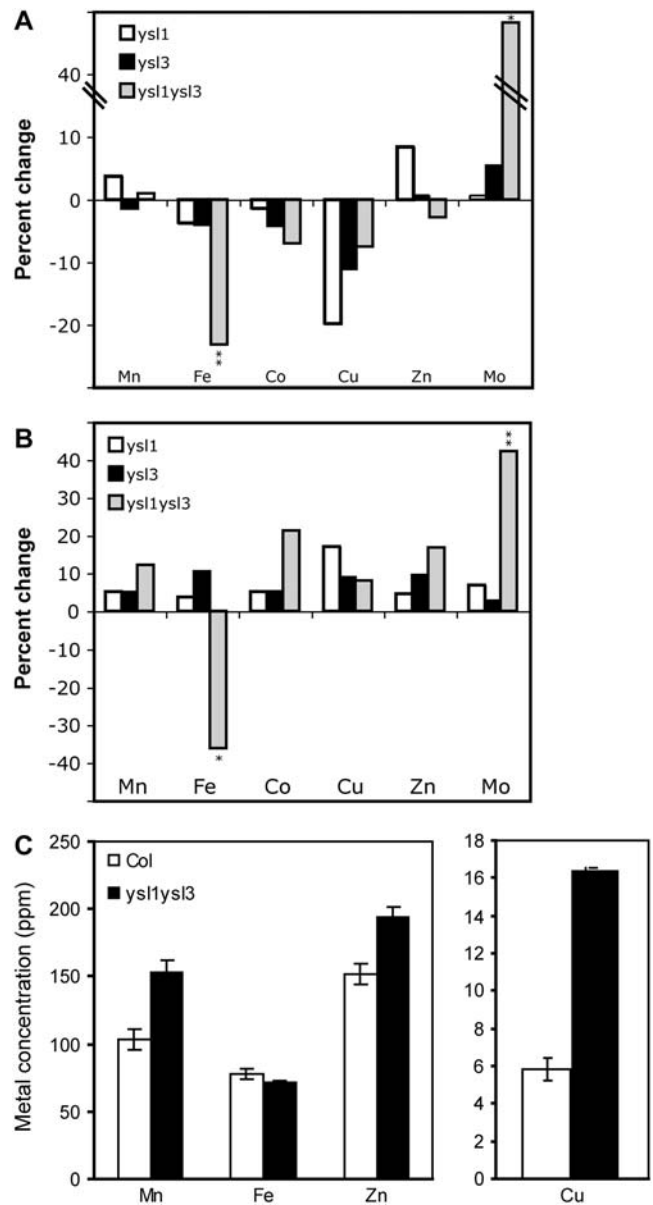 A
ysl1
ysl3
ysl1ysl3
Percent change
40
10
0
-10
-20
*
**
Mn Fe Co Cu Zn Mo
B
ysl1
ysl3
ysl1ysl3
Percent change
40
30
20
10
0
-10
-20
-30
-40
**
*
Mn Fe Co Cu Zn Mo
C
Col
ysl1ysl3
Metal concentration (ppm)
250
200
150
100
50
0
Mn Fe Zn
18
16
14
12
10
8
6
4
2
0
Cu